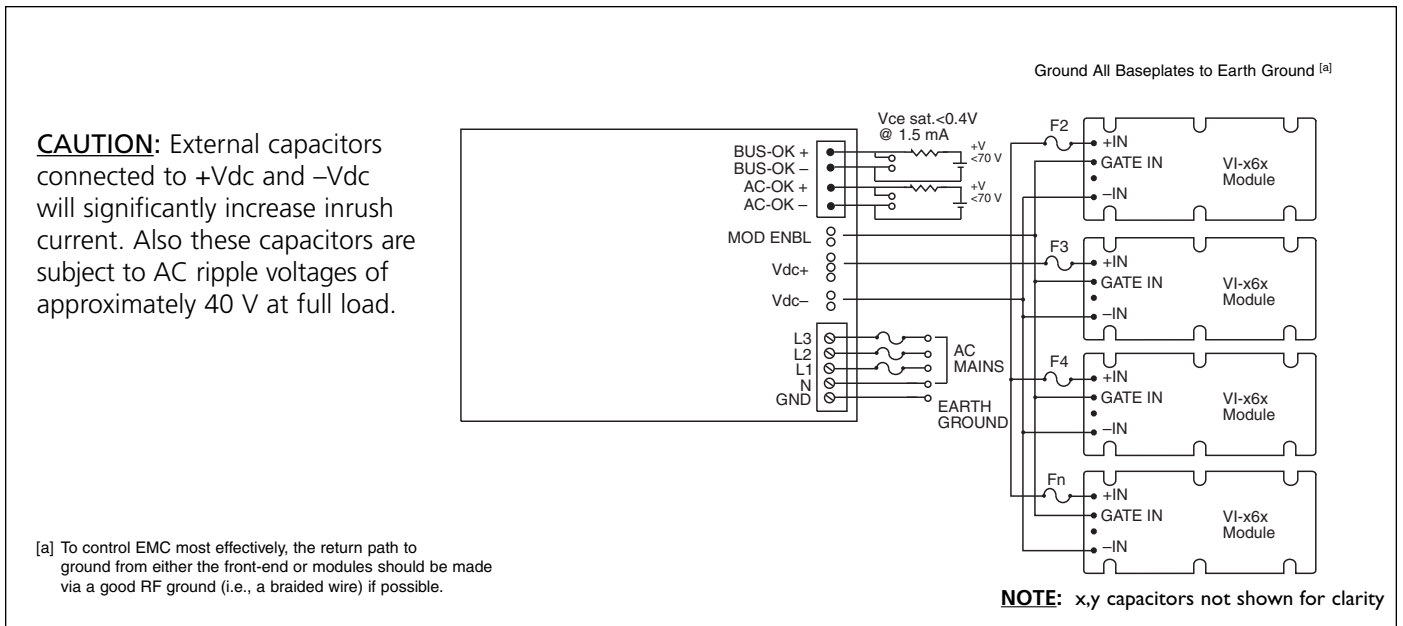 Ground All Baseplates to Earth Ground [a]
CAUTION: External capacitors
connected to +Vdc and –Vdc
will significantly increase inrush
current. Also these capacitors are
subject to AC ripple voltages of
approximately 40 V at full load.
Vce sat.<0.4V
@ 1.5 mA
BUS-OK +
BUS-OK –
AC-OK +
AC-OK –
+V
<70 V
+V
<70 V
MOD ENBL
Vdc+
Vdc–
L3
L2
L1
N
GND
AC
MAINS
EARTH
GROUND
F2
+IN
GATE IN
–IN
VI-x6x
Module
F3
+IN
GATE IN
–IN
VI-x6x
Module
F4
+IN
GATE IN
–IN
VI-x6x
Module
Fn
+IN
GATE IN
–IN
VI-x6x
Module
[a] To control EMC most effectively, the return path to
ground from either the front-end or modules should be made
via a good RF ground (i.e., a braided wire) if possible.
NOTE: x,y capacitors not shown for clarity